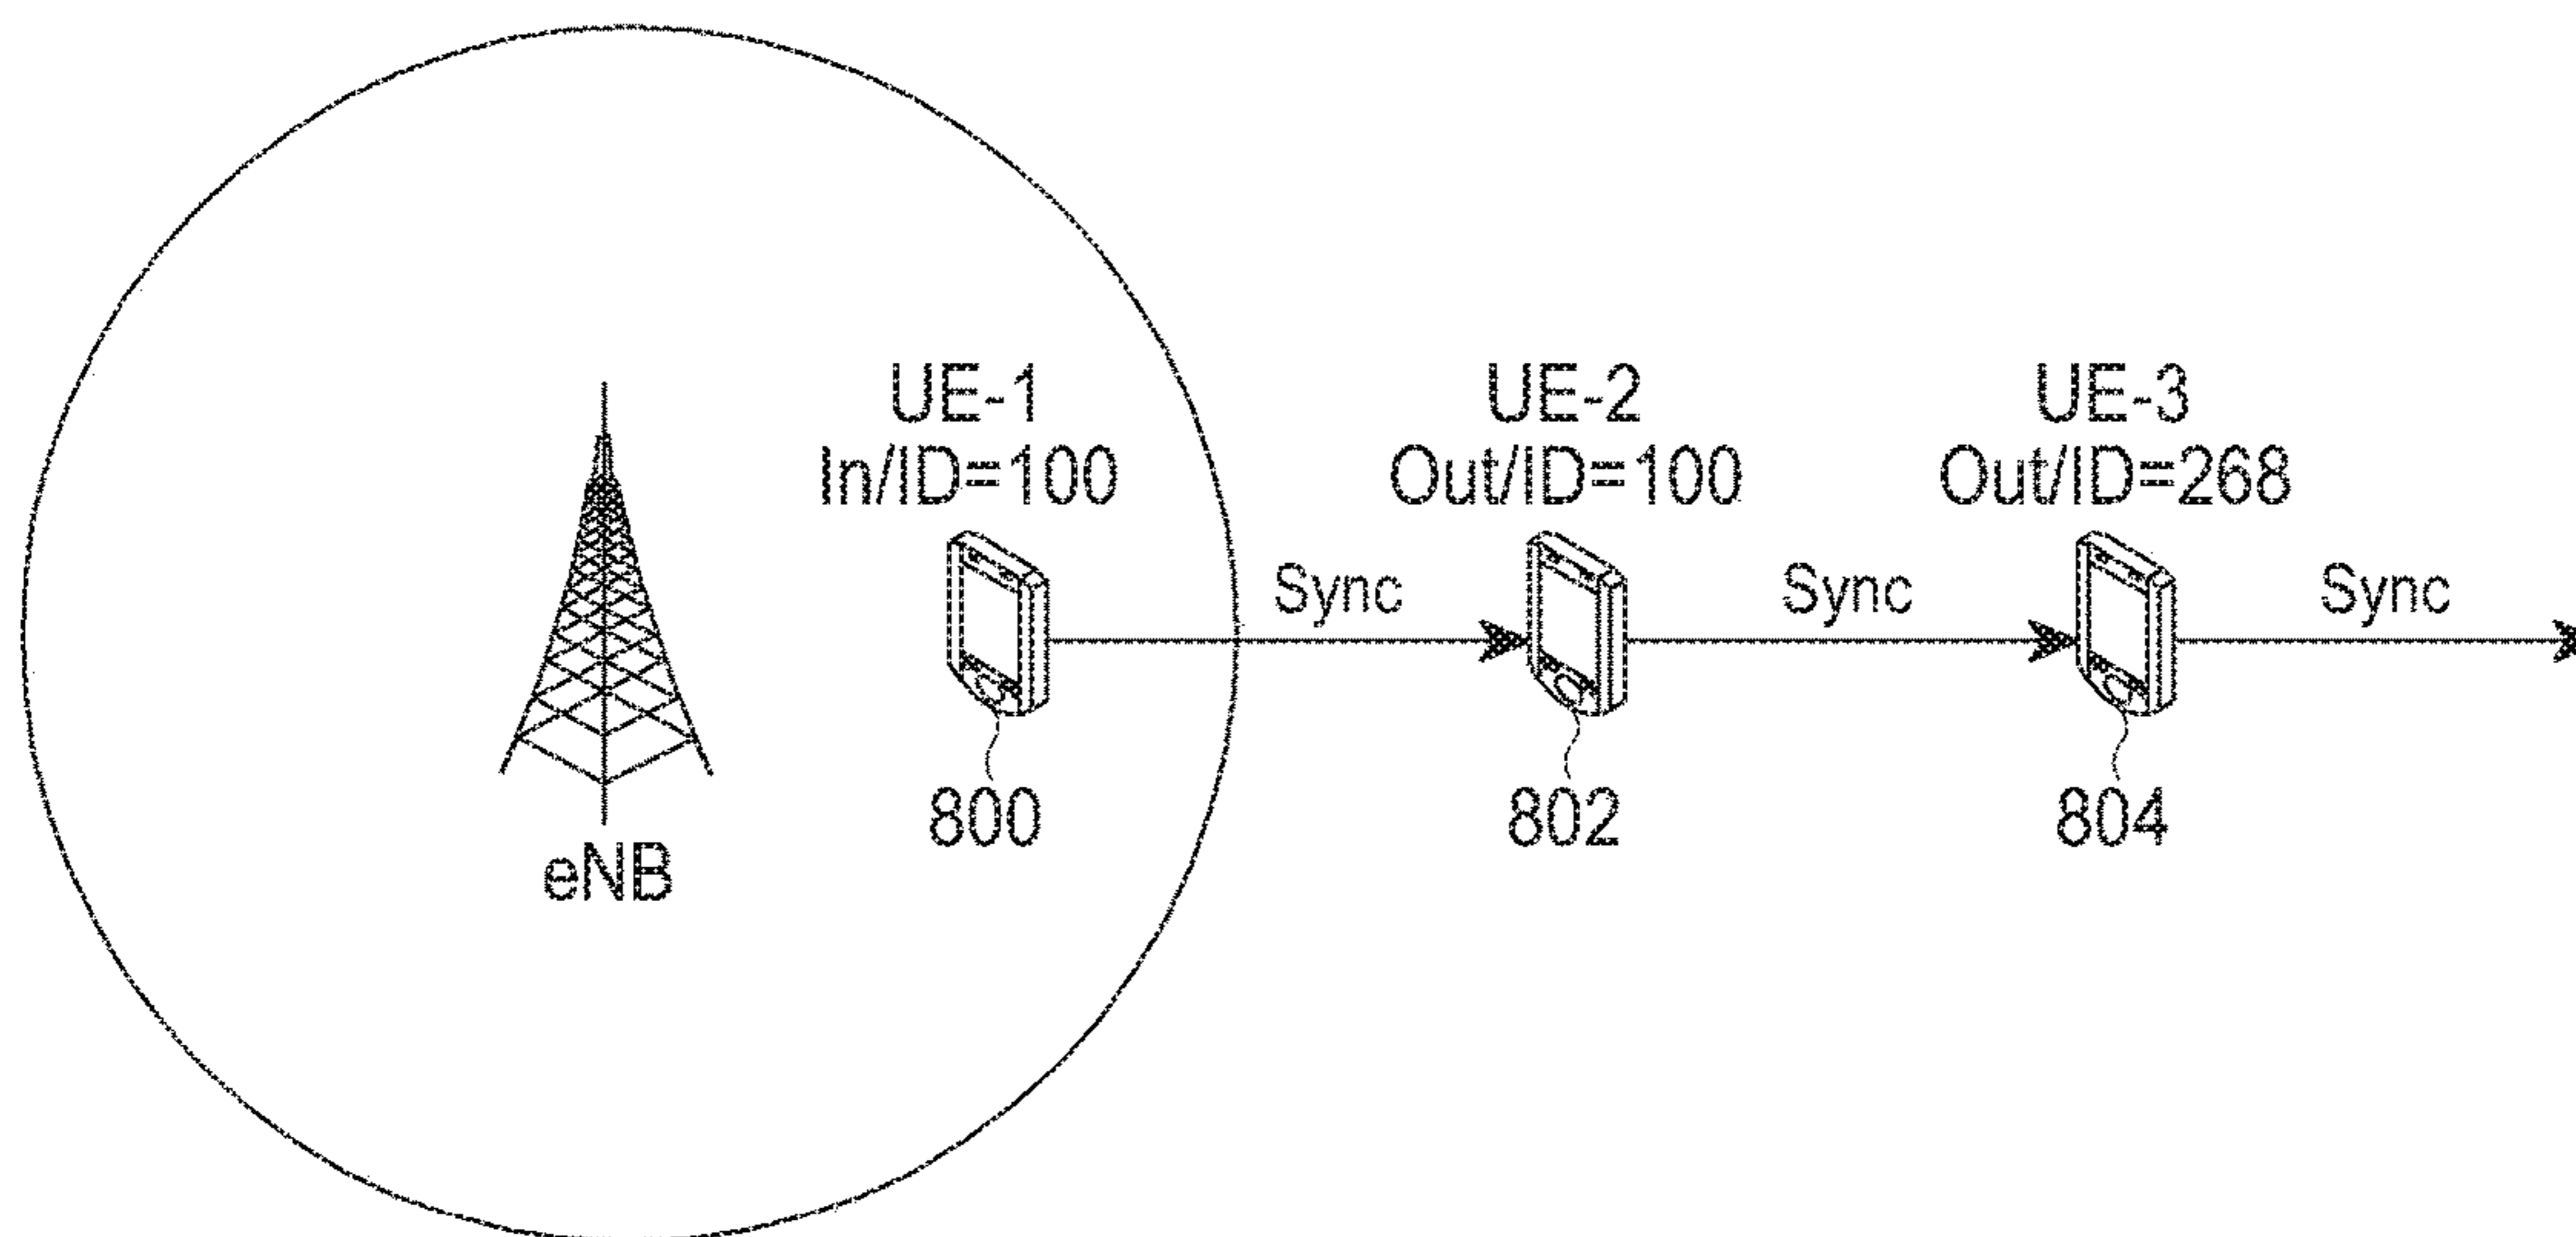 UE-1
In/ID=100
UE-2
Out/ID=100
UE-3
Out/ID=268
Sync
Sync
Sync
800
802
804
eNB